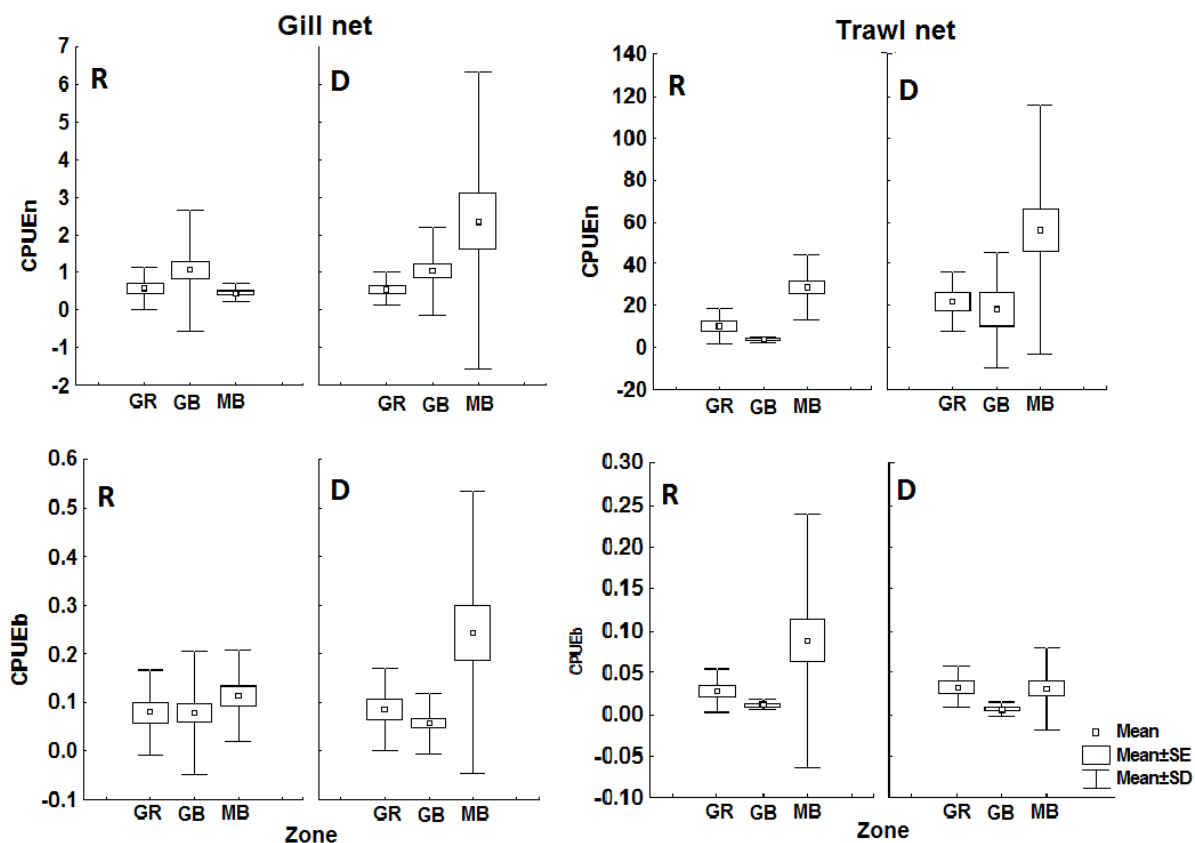 Gill net
Trawl net
7
6
5
4
3
2
1
0
-1
-2
CPUEn
R
D
GR GB MB
GR GB MB
140
120
100
80
60
40
20
0
-20
CPUEn
R
D
GR GB MB
GR GB MB
0.6
0.5
0.4
0.3
0.2
0.1
0.0
-0.1
CPUEb
R
D
GR GB MB
GR GB MB
Zone
0.30
0.25
0.20
0.15
0.10
0.05
0.00
-0.05
-0.10
CPUEb
R
D
GR GB MB
GR GB MB
Zone
Mean
Mean±SE
Mean±SD